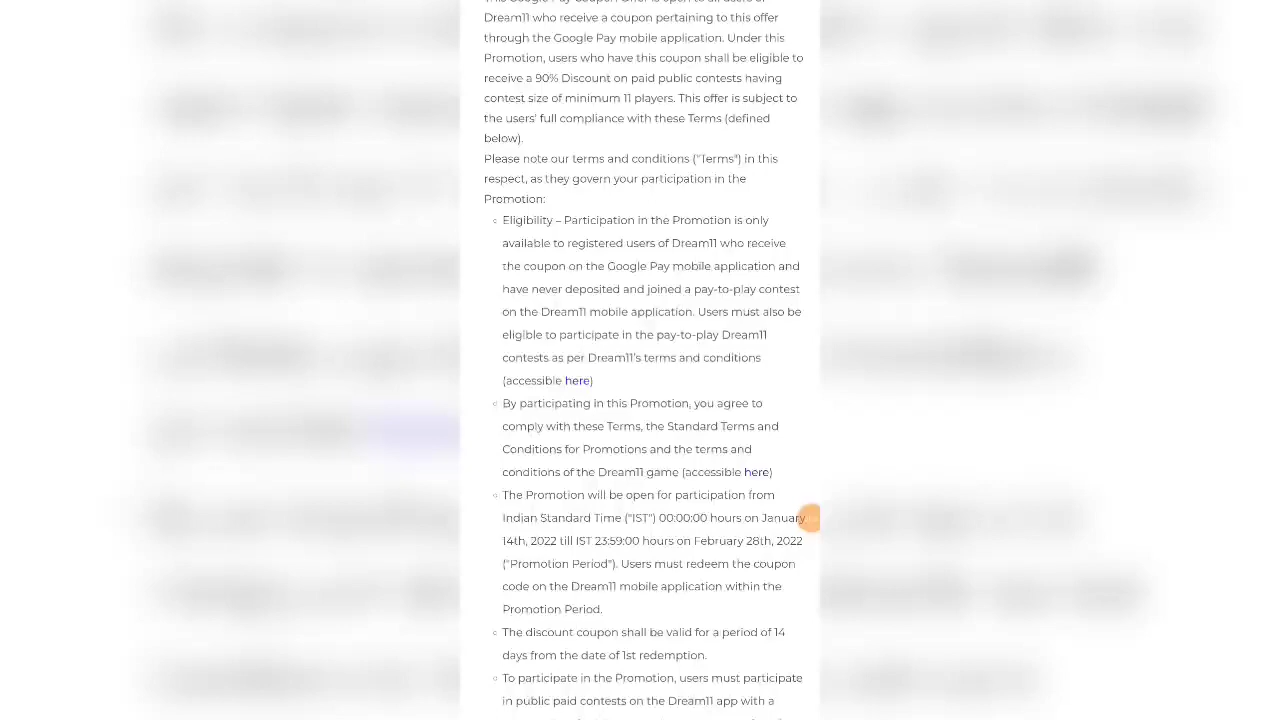 This Google Pay Coupon Offer is open to all users of
Dream11 who receive a coupon pertaining to this offer
through the Google Pay mobile application. Under this
Promotion, users who have this coupon shall be eligible to
receive a 90% Discount on paid public contests having
contest size of minimum 11 players. This offer is subject to
the users' full compliance with these Terms (defined
below).
Please note our terms and conditions ("Terms") in this
respect, as they govern your participation in the
Promotion:
Eligibility – Participation in the Promotion is only
available to registered users of Dream11 who receive
the coupon on the Google Pay mobile application and
have never deposited and joined a pay-to-play contest
on the Dream11 mobile application. Users must also be
eligible to participate in the pay-to-play Dream11
contests as per Dream11's terms and conditions
(accessible here)
By participating in this Promotion, you agree to
comply with these Terms, the Standard Terms and
Conditions for Promotions and the terms and
conditions of the Dream11 game (accessible here)
The Promotion will be open for participation from
Indian Standard Time ("IST") 00:00:00 hours on January
14th, 2022 till IST 23:59:00 hours on February 28th, 2022
("Promotion Period"). Users must redeem the coupon
code on the Dream11 mobile application within the
Promotion Period.
The discount coupon shall be valid for a period of 14
days from the date of 1st redemption.
To participate in the Promotion, users must participate
in public paid contests on the Dream11 app with a